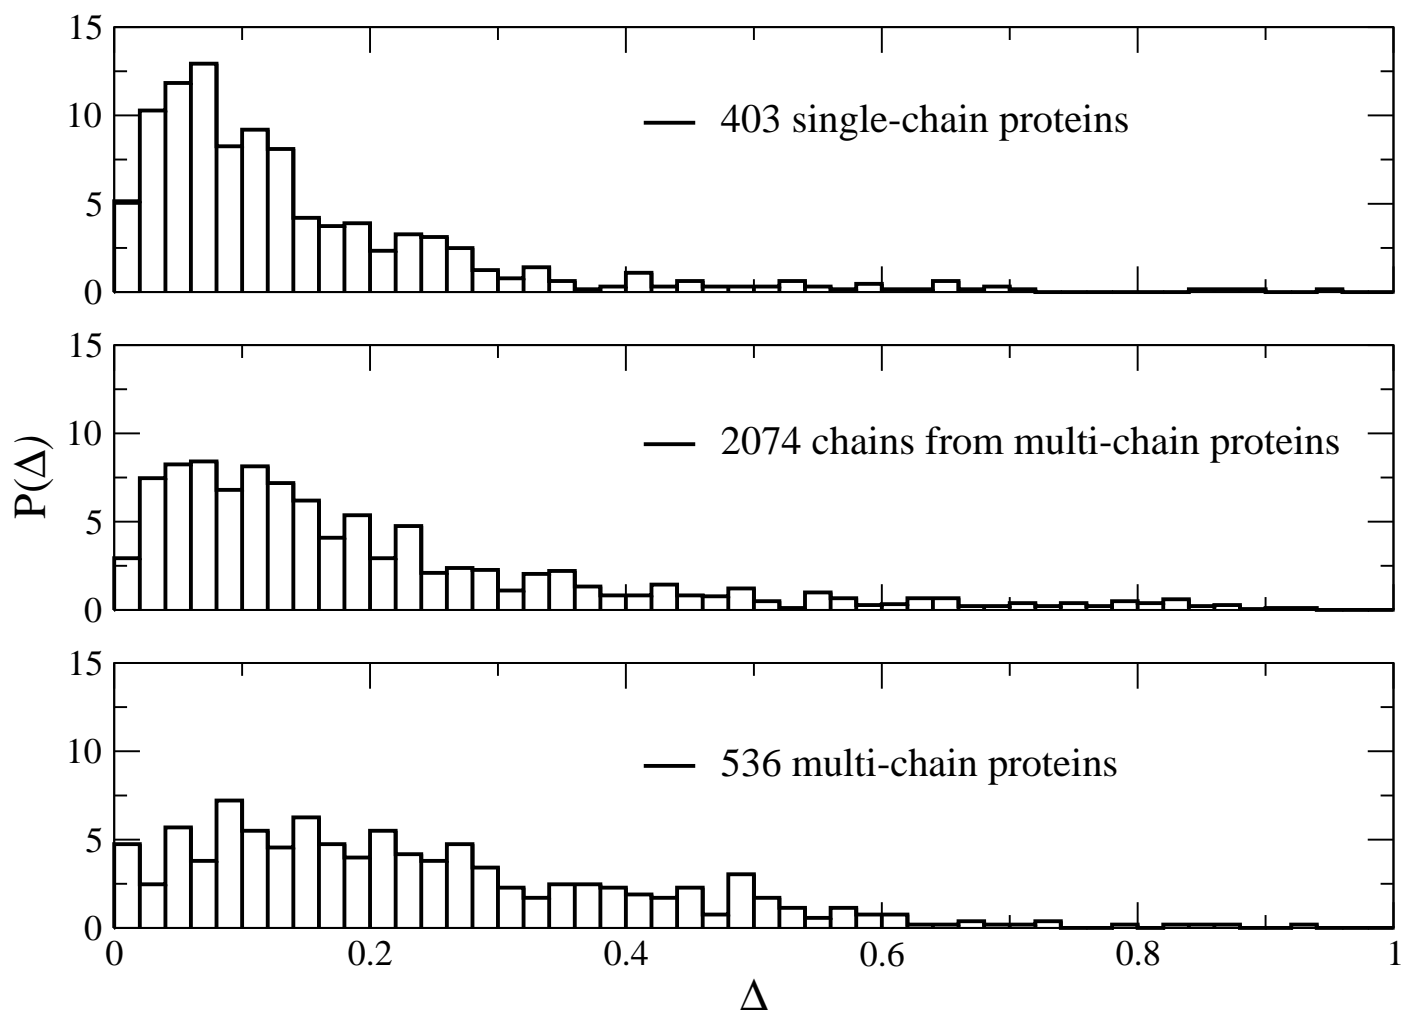 15
10
5
0
403 single-chain proteins
15
10
5
0
2074 chains from multi-chain proteins
P(Δ)
15
10
5
0
536 multi-chain proteins
0 0.2 0.4 0.6 0.8 1
Δ